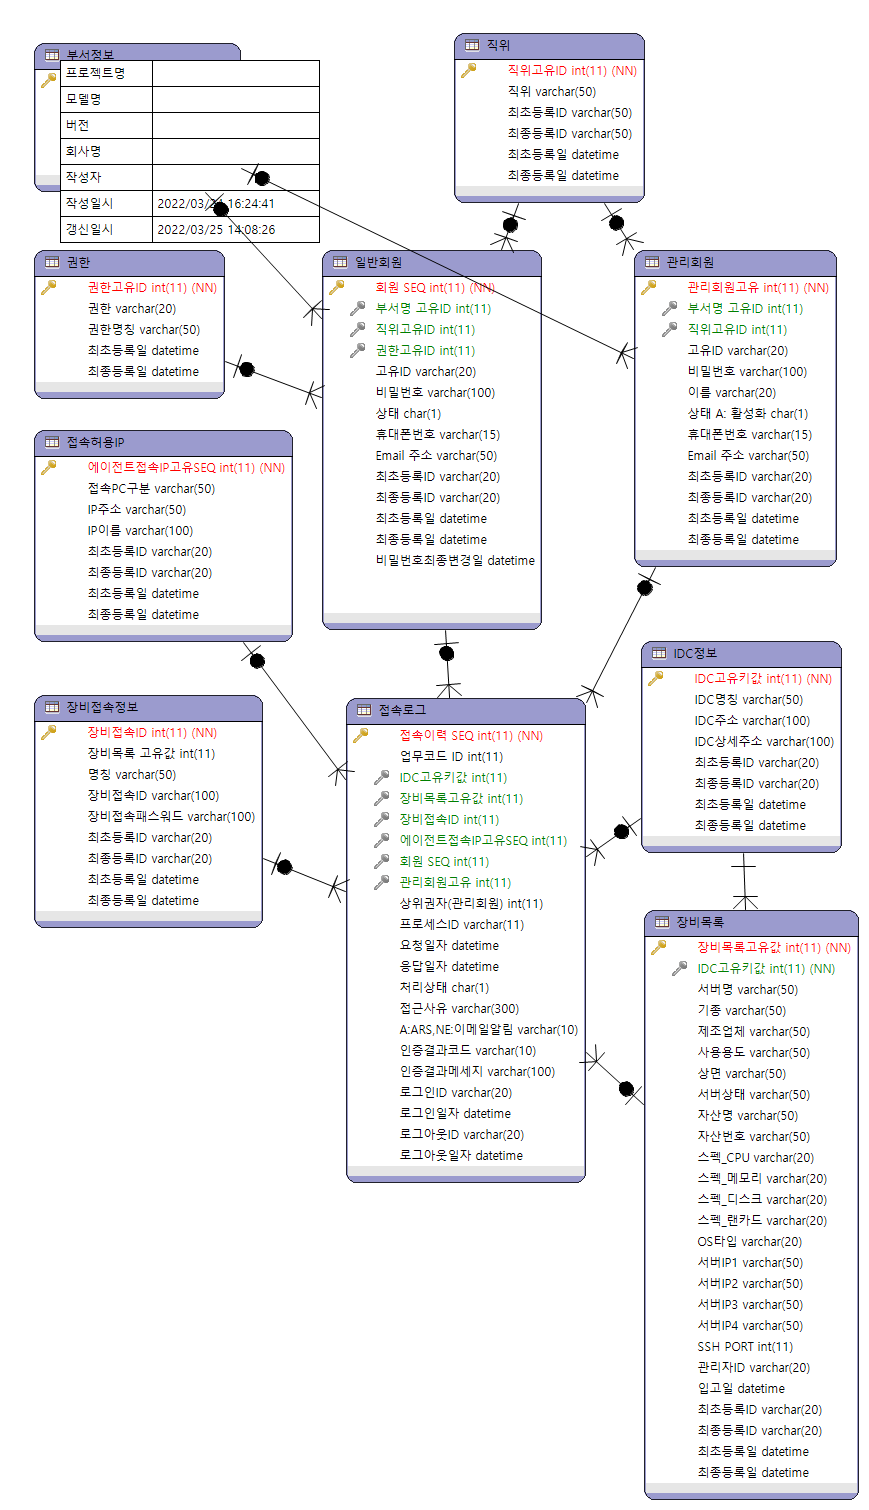 부서정보
프로젝트명
모델명
버전
회사명
작성자
작성일시 2022/03/24 16:24:41
갱신일시 2022/03/25 14:08:26
직위
직위고유ID int(11) (NN)
직위 varchar(50)
최초등록ID varchar(50)
최종등록ID varchar(50)
최초등록일 datetime
최종등록일 datetime
권한
권한고유ID int(11) (NN)
권한 varchar(20)
권한명칭 varchar(50)
최초등록일 datetime
최종등록일 datetime
일반회원
회원 SEQ int(11) (NN)
부서명 고유ID int(11)
직위고유ID int(11)
권한고유ID int(11)
고유ID varchar(20)
비밀번호 varchar(100)
상태 char(1)
휴대폰번호 varchar(15)
Email 주소 varchar(50)
최초등록ID varchar(20)
최종등록ID varchar(20)
최초등록일 datetime
최종등록일 datetime
비밀번호최종변경일 datetime
관리회원
관리회원고유 int(11) (NN)
부서명 고유ID int(11)
직위고유ID int(11)
고유ID varchar(20)
비밀번호 varchar(100)
이름 varchar(20)
상태 A: 활성화 char(1)
휴대폰번호 varchar(15)
Email 주소 varchar(50)
최초등록ID varchar(20)
최종등록ID varchar(20)
최초등록일 datetime
최종등록일 datetime
접속허용IP
에이전트접속IP고유SEQ int(11) (NN)
접속PC구분 varchar(50)
IP주소 varchar(50)
IP이름 varchar(100)
최초등록ID varchar(20)
최종등록ID varchar(20)
최초등록일 datetime
최종등록일 datetime
장비접속정보
장비접속ID int(11) (NN)
장비목록 고유값 int(11)
명칭 varchar(50)
장비접속ID varchar(100)
장비접속패스워드 varchar(100)
최초등록ID varchar(20)
최종등록ID varchar(20)
최초등록일 datetime
최종등록일 datetime
접속로그
접속이력 SEQ int(11) (NN)
업무코드 ID int(11)
IDC고유키값 int(11)
장비목록고유값 int(11)
장비접속ID int(11)
에이전트접속IP고유SEQ int(11)
회원 SEQ int(11)
관리회원고유 int(11)
상위권자(관리회원) int(11)
프로세스ID varchar(11)
요청일자 datetime
응답일자 datetime
처리상태 char(1)
접근사유 varchar(300)
A:ARS,NE:이메일알림 varchar(10)
인증결과코드 varchar(10)
인증결과메세지 varchar(100)
로그인ID varchar(20)
로그인일자 datetime
로그아웃ID varchar(20)
로그아웃일자 datetime
IDC정보
IDC고유키값 int(11) (NN)
IDC명칭 varchar(50)
IDC주소 varchar(100)
IDC상세주소 varchar(100)
최초등록ID varchar(20)
최종등록ID varchar(20)
최초등록일 datetime
최종등록일 datetime
장비목록
장비목록고유값 int(11) (NN)
IDC고유키값 int(11) (NN)
서버명 varchar(50)
기종 varchar(50)
제조업체 varchar(50)
사용용도 varchar(50)
상면 varchar(50)
서버상태 varchar(50)
자산명 varchar(50)
자산번호 varchar(50)
스펙_CPU varchar(20)
스펙_메모리 varchar(20)
스펙_디스크 varchar(20)
스펙_랜카드 varchar(20)
OS타입 varchar(20)
서버IP1 varchar(50)
서버IP2 varchar(50)
서버IP3 varchar(50)
서버IP4 varchar(50)
SSH PORT int(11)
관리자ID varchar(20)
입고일 datetime
최초등록ID varchar(20)
최종등록ID varchar(20)
최초등록일 datetime
최종등록일 datetime